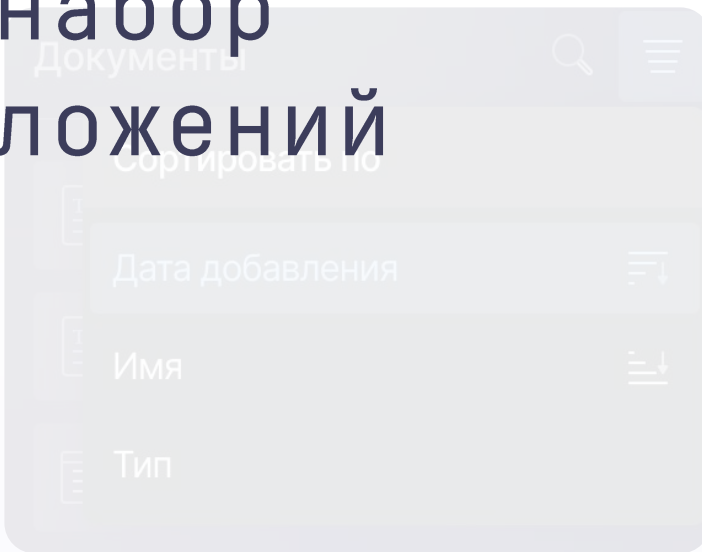 набор
Документы
ложений
Сортировать по
Дата добавления
Имя
Тип